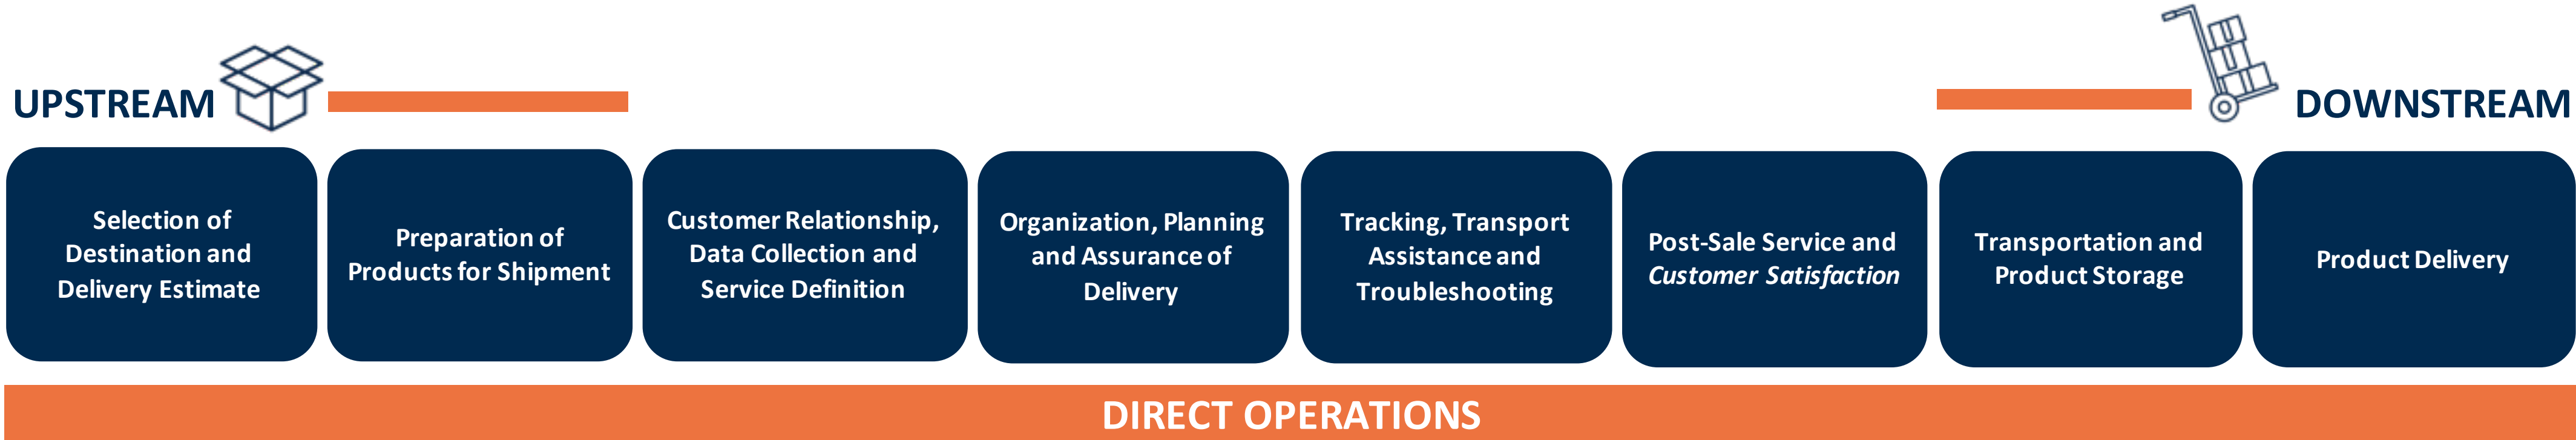 UPSTREAM
DOWNSTREAM
Selection of
Destination and
Delivery Estimate
Preparation of
Products for Shipment
Customer Relationship,
Data Collection and
Service Definition
Organization, Planning
and Assurance of
Delivery
Tracking, Transport
Assistance and
Troubleshooting
Post-Sale Service and
Customer Satisfaction
Transportation and
Product Storage
Product Delivery
DIRECT OPERATIONS